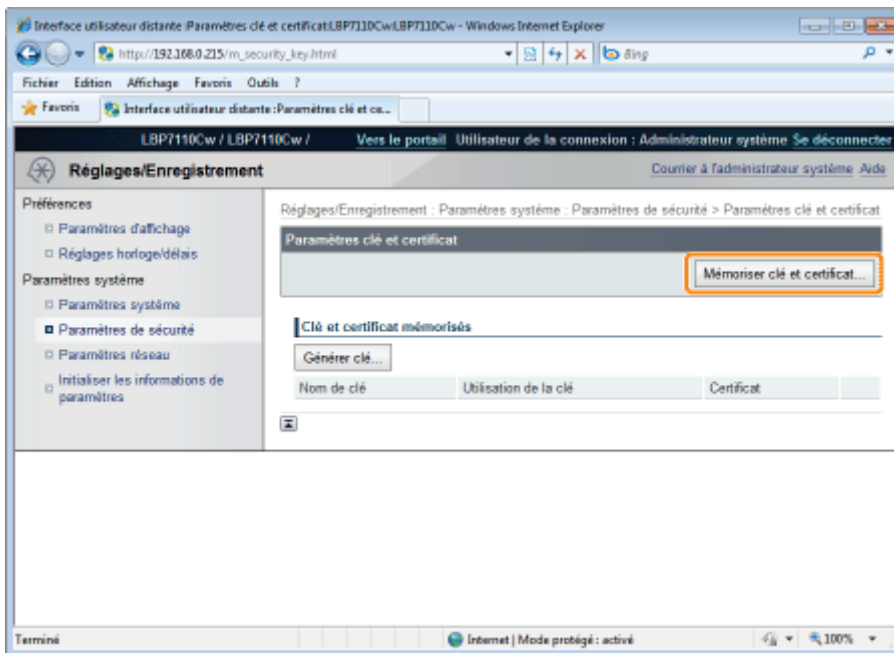 Interface utilisateur distante :Paramètres clé et certificat:LBP7110Cw:LBP7110Cw - Windows Internet Explorer
http://192.168.0.215/m_security_key.html
Bing
Fichier Edition Affichage Favoris Outils ?
Favoris Interface utilisateur distante :Paramètres clé et ce...
LBP7110Cw / LBP7110Cw / Vers le portail Utilisateur de la connexion : Administrateur système Se déconnecter
Réglages/Enregistrement Courrier à l'administrateur système Aide
Préférences
Paramètres d'affichage
Réglages horloge/délais
Paramètres système
Paramètres système
Paramètres de sécurité
Paramètres réseau
Initialiser les informations de
paramètres
Réglages/Enregistrement : Paramètres système : Paramètres de sécurité > Paramètres clé et certificat
Paramètres clé et certificat
Mémoriser clé et certificat...
Clé et certificat mémorisés
Générer clé...
Nom de clé Utilisation de la clé Certificat
Terminé Internet | Mode protégé : activé 100%